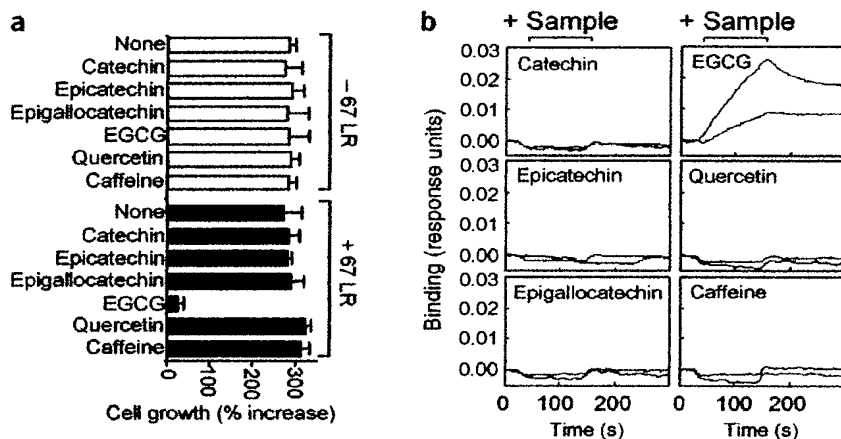 a
None
Catechin
Epicatechin
Epigallocatechin
EGCG
Quercetin
Caffeine
− 67 LR
None
Catechin
Epicatechin
Epigallocatechin
EGCG
Quercetin
Caffeine
+ 67 LR
0
100
200
300
Cell growth (% increase)
b
+ Sample
+ Sample
Binding (response units)
0.03
0.02
0.01
0.00
Catechin
EGCG
0.03
0.02
0.01
0.00
Epicatechin
Quercetin
0.03
0.02
0.01
0.00
Epigallocatechin
Caffeine
0
100
200
0
100
200
Time (s)
Time (s)